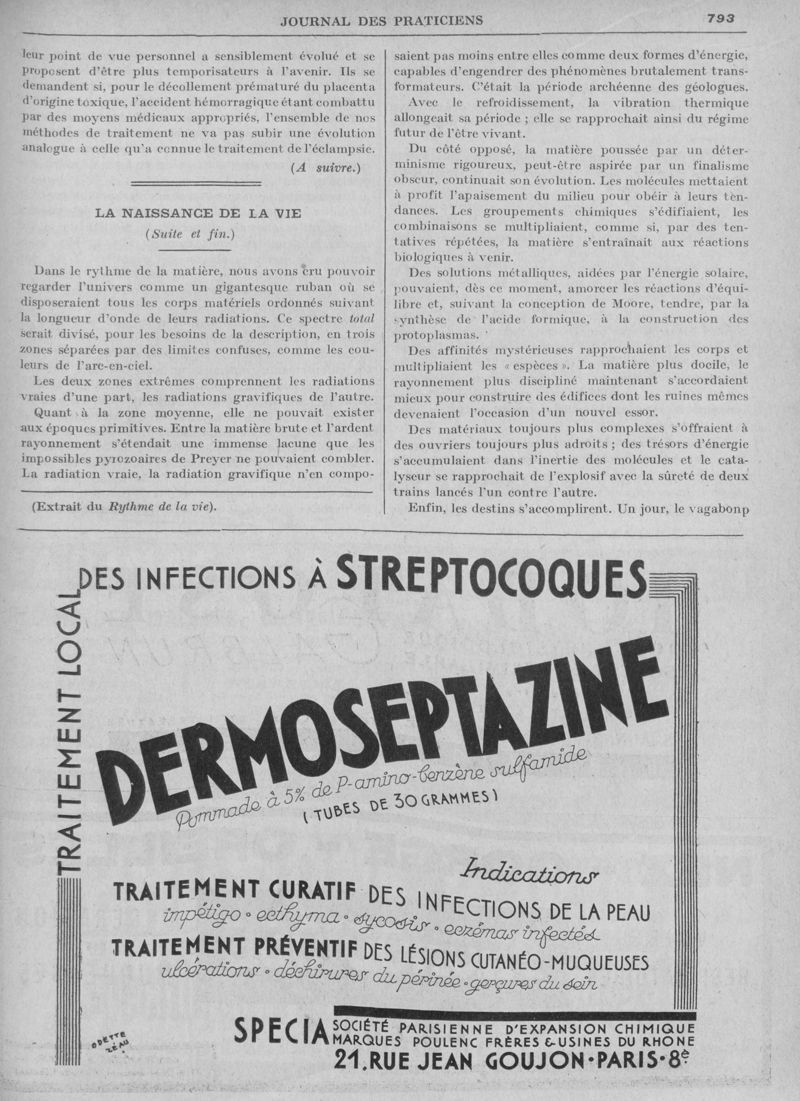 JOURNAL DES PRATICIENS
793
leur point de vue personnel a sensiblement évolué et se
proposent d'être plus temporisateurs à l'avenir. Ils se
demandent si, pour le décollement prématuré du placenta
d'origine toxique, l'accident hémorragique étant combattu
par des moyens médicaux appropriés, l'ensemble de nos
méthodes de traitement ne va pas subir une évolution
analogue à celle qu'a connue le traitement de l'éclampsie.
(A suivre.)
LA NAISSANCE DE LA VIE
(Suite et fin.)
Dans le rythme de la matière, nous avons cru pouvoir
regarder l'univers comme un gigantesque ruban où se
disposeraient tous les corps matériels ordonnés suivant
la longueur d'onde de leurs radiations. Ce spectre total
serait divisé, pour les besoins de la description, en trois
zones séparées par des limites confuses, comme les cou-
leurs de l'arc-en-ciel.
Les deux zones extrêmes comprennent les radiations
vraies d'une part, les radiations gravifiques de l'autre.
Quant à la zone moyenne, elle ne pouvait exister
aux époques primitives. Entre la matière brute et l'ardent
rayonnement s'étendait une immense lacune que les
impossibles pyrozoaires de Preyer ne pouvaient combler.
La radiation vraie, la radiation gravifique n'en compo-
(Extrait du Rythme de la vie).
saient pas moins entre elles comme deux formes d'énergie,
capables d'engendrer des phénomènes brutalement trans-
formateurs. C'était la période archéenne des géologues.
Avec le refroidissement, la vibration thermique
allongeait sa période ; elle se rapprochait ainsi du régime
futur de l'être vivant.
Du côté opposé, la matière poussée par un déter-
minisme rigoureux, peut-être aspirée par un finalisme
obscur, continuait son évolution. Les molécules mettaient
à profit l'apaisement du milieu pour obéir à leurs ten-
dances. Les groupements chimiques s'édifiaient, les
combinaisons se multipliaient, comme si, par des ten-
tatives répétées, la matière s'entraînait aux réactions
biologiques à venir.
Des solutions métalliques, aidées par l'énergie solaire,
pouvaient, dès ce moment, amorcer les réactions d'équi-
libre et, suivant la conception de Moore, tendre, par la
synthèse de l'acide formique, à la construction des
protoplasmas.
Des affinités mystérieuses rapprochaient les corps et
multipliaient les « espèces ». La matière plus docile, le
rayonnement plus discipliné maintenant s'accordaient
mieux pour construire des édifices dont les ruines mêmes
devenaient l'occasion d'un nouvel essor.
Des matériaux toujours plus complexes s'offraient à
des ouvriers toujours plus adroits ; des trésors d'énergie
s'accumulaient dans l'inertie des molécules et le cata-
lyseur se rapprochait de l'explosif avec la sûreté de deux
trains lancés l'un contre l'autre.
Enfin, les destins s'accomplirent. Un jour, le vagabonp
TRAITEMENT LOCAL
DES INFECTIONS À STREPTOCOQUES
DERMOSEPTAZINE
Pommade à 5% de P-amino-benzène sulfamide
(TUBES DE 30 GRAMMES)
Indications
TRAITEMENT CURATIF DES INFECTIONS DE LA PEAU
impétigo • ecthyma • sycosis • eczémas infectés
TRAITEMENT PRÉVENTIF DES LÉSIONS CUTANÉO-MUQUEUSES
ulcérations • déchirures du périnée • gerçures du sein
ODETTE
ZÉAU
SPECIA SOCIÉTÉ PARISIENNE D'EXPANSION CHIMIQUE
MARQUES POULENC FRÈRES & USINES DU RHONE
21. RUE JEAN GOUJON • PARIS • 8e